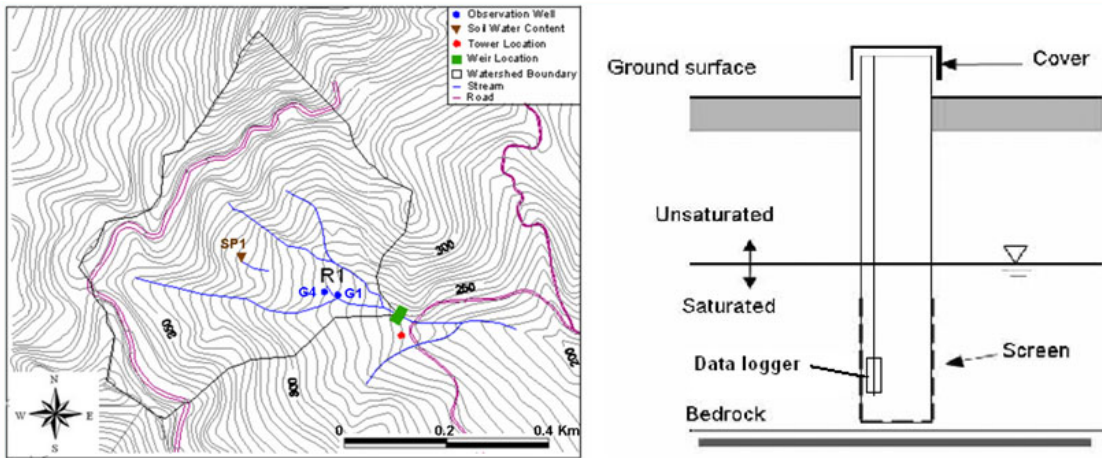 Observation Well
Soil Water Content
Tower Location
Weir Location
Watershed Boundary
Stream
Road
SP1
R1
G4
G1
300
250
250
300
200
N
W E
S
0 0.2 0.4 Km
Ground surface
Cover
Unsaturated
Saturated
Data logger
Screen
Bedrock